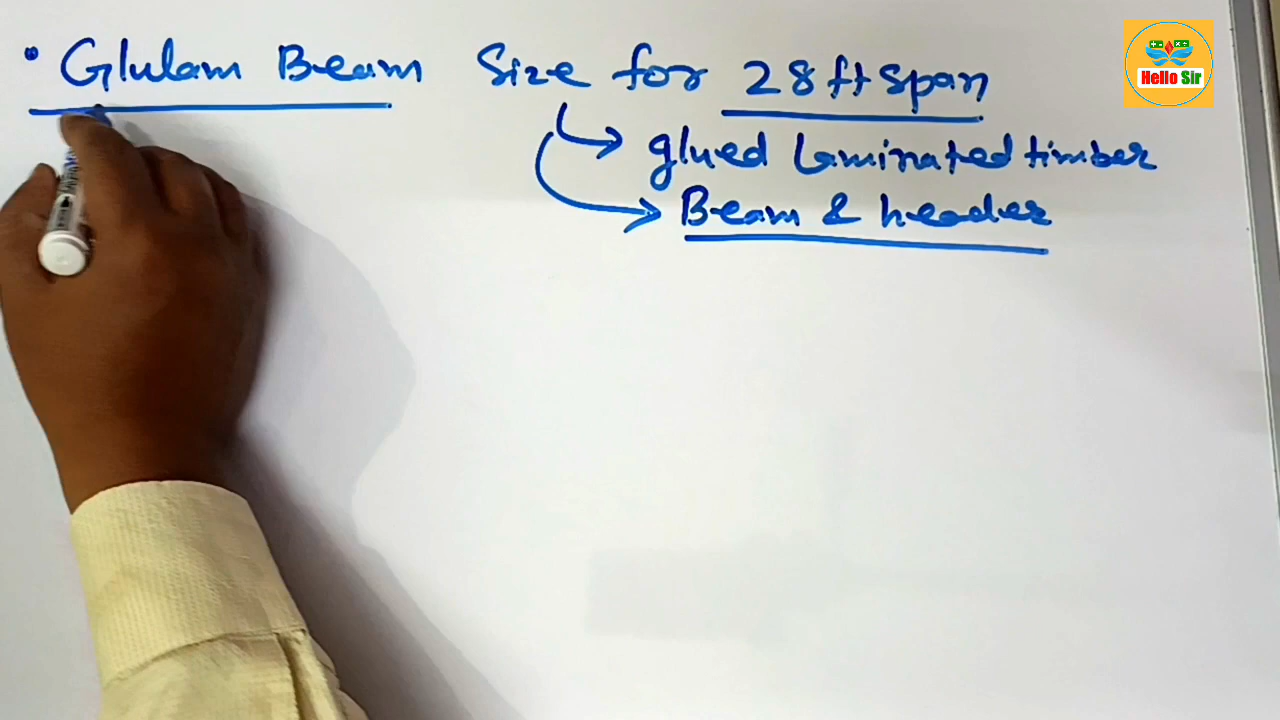 • Glulam Beam Size for 28 ft span
glued laminated timber
Beam & header
Hello Sir